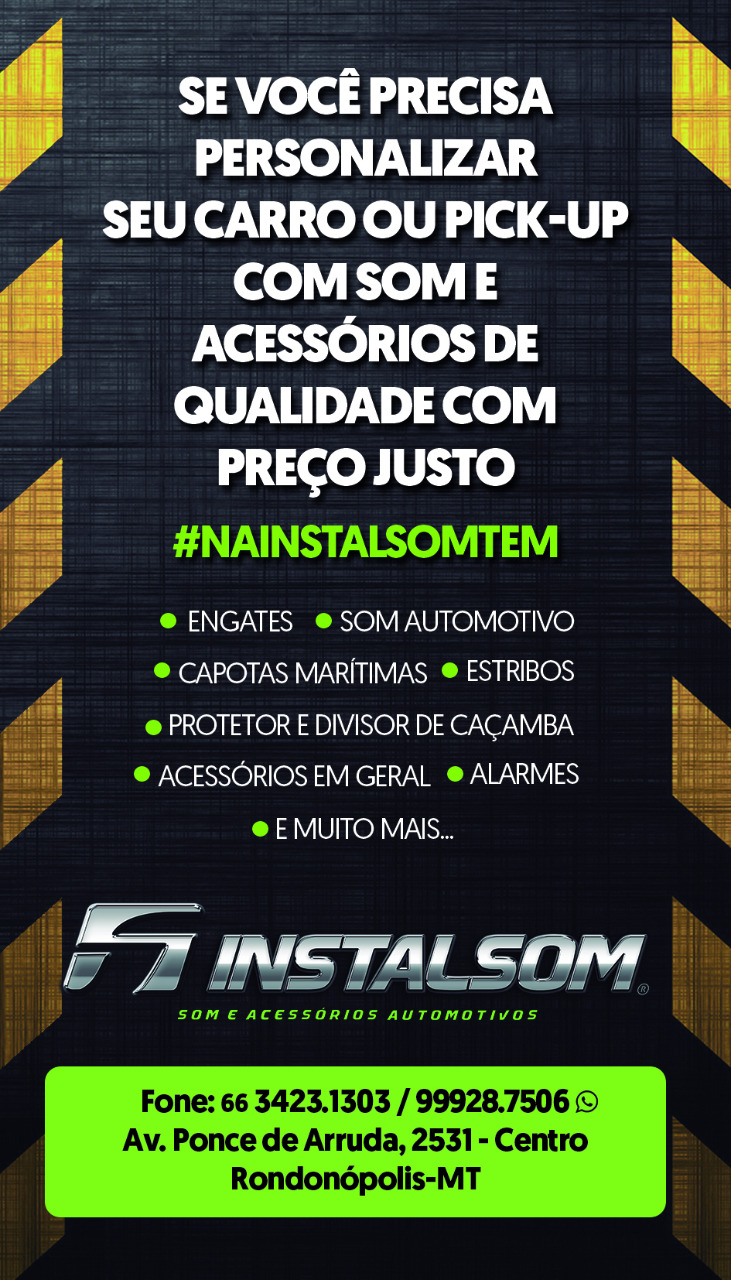 SE VOCÊ PRECISA
PERSONALIZAR
SEU CARRO OU PICK-UP
COM SOM E
ACESSÓRIOS DE
QUALIDADE COM
PREÇO JUSTO
#NAINSTALSOMTEM
• ENGATES • SOM AUTOMOTIVO
• CAPOTAS MARÍTIMAS • ESTRIBOS
• PROTETOR E DIVISOR DE CAÇAMBA
• ACESSÓRIOS EM GERAL • ALARMES
• E MUITO MAIS...
INSTALSOM®
SOM E ACESSÓRIOS AUTOMOTIVOS
Fone: 66 3423.1303 / 99928.7506
Av. Ponce de Arruda, 2531 - Centro
Rondonópolis-MT